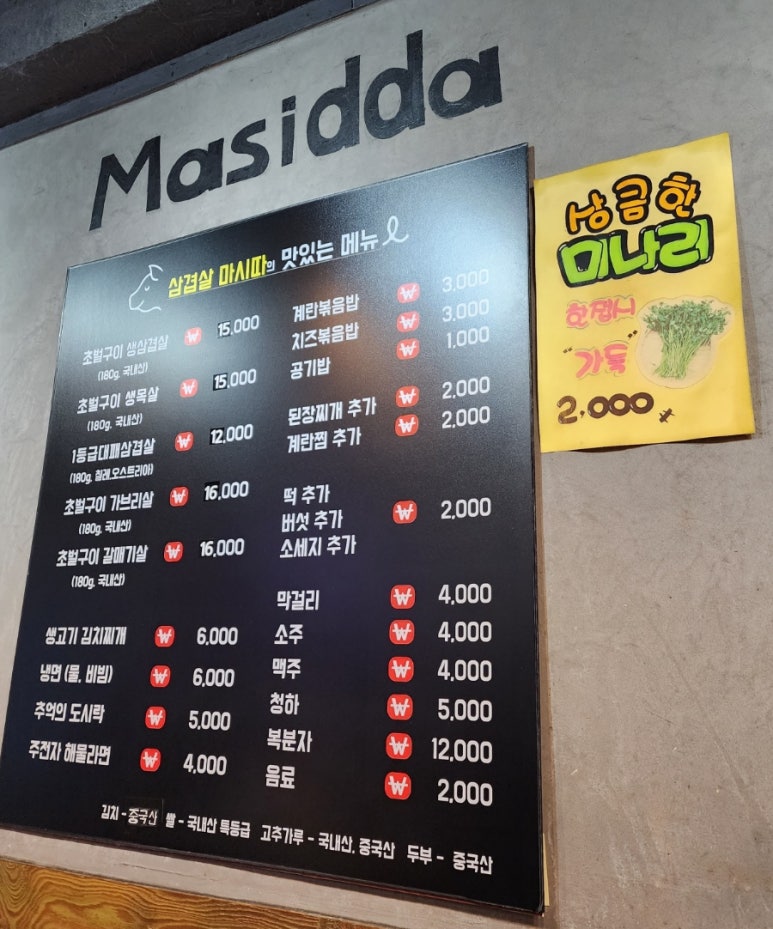 Masidda
삼겹살 마시따의 맛있는 메뉴
초벌구이 생삼겹살 ₩ 15,000
(180g, 국내산)
초벌구이 생목살 ₩ 15,000
(180g, 국내산)
1등급대패삼겹살 ₩ 12,000
(180g, 칠레,오스트리아)
초벌구이 가브리살 ₩ 16,000
(180g, 국내산)
초벌구이 갈매기살 ₩ 16,000
(180g, 국내산)
생고기 김치찌개 ₩ 6,000
냉면 (물, 비빔) ₩ 6,000
추억의 도시락 ₩ 5,000
주전자 해물라면 ₩ 4,000
계란볶음밥 ₩ 3,000
치즈볶음밥 ₩ 3,000
공기밥 ₩ 1,000
된장찌개 추가 ₩ 2,000
계란찜 추가 ₩ 2,000
떡 추가
버섯 추가 ₩ 2,000
소세지 추가
막걸리 ₩ 4,000
소주 ₩ 4,000
맥주 ₩ 4,000
청하 ₩ 5,000
복분자 ₩ 12,000
음료 ₩ 2,000
김치 - 중국산 쌀 - 국내산 특등급 고추가루 - 국내산, 중국산 두부 - 중국산
상큼한
미나리
한접시
"가득"
2,000